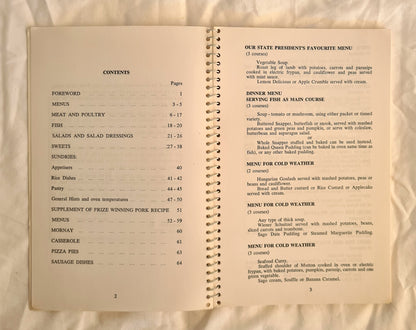 CONTENTS
Pages
FOREWORD 1
MENUS 3 - 5
MEAT AND POULTRY 6 - 17
FISH 18 - 20
SALADS AND SALAD DRESSINGS 21 - 26
SWEETS 27 - 38
SUNDRIES:
Appetisers 40
Rice Dishes 41 - 42
Pastry 44 - 45
General Hints and oven temperatures 47 - 50
SUPPLEMENT OF PRIZE WINNING PORK RECIPE 51
MENUS 52 - 59
MORNAY 60
CASSEROLE 61
PIZZA PIES 63
SAUSAGE DISHES 64
2
OUR STATE PRESIDENT'S FAVOURITE MENU
(3 courses)
Vegetable Soup.
Roast leg of lamb with potatoes, carrots and parsnips
cooked in electric frypan, and cauliflower and peas served
with mint sauce.
Lemon Delicious or Apple Crumble served with cream.
DINNER MENU
SERVING FISH AS MAIN COURSE
(3 courses)
Soup - tomato or mushroom, using either packet or tinned
variety.
Buttered Snapper, butterfish or snook, served with mashed
potatoes and green peas and pumpkin, or serve with coleslaw,
butterbeans and asparagus salad.
or
Whole Snapper stuffed and baked can be used instead.
Baked Queen Pudding (can be baked in oven same time as
fish), or any other baked pudding.
MENU FOR COLD WEATHER
(2 courses)
Hungarian Goulash served with mashed potatoes, peas or
beans and cauliflower.
Bread and Butter custard or Rice Custard or Applecake
served with cream.
MENU FOR COLD WEATHER
(3 courses)
Any type of thick soup.
Winter Schnitzel served with mashed potatoes, beans,
sliced carrots and trombone.
Sago Date Pudding or Steamed Marguerite Pudding.
MENU FOR COLD WEATHER
(3 courses)
Seafood Curry.
Stuffed shoulder of Mutton cooked in oven or electric
frypan, with baked potatoes, pumpkin, parsnip, carrots and one
green vegetable.
Sago cream, Souffle or Banana Caramel.
3